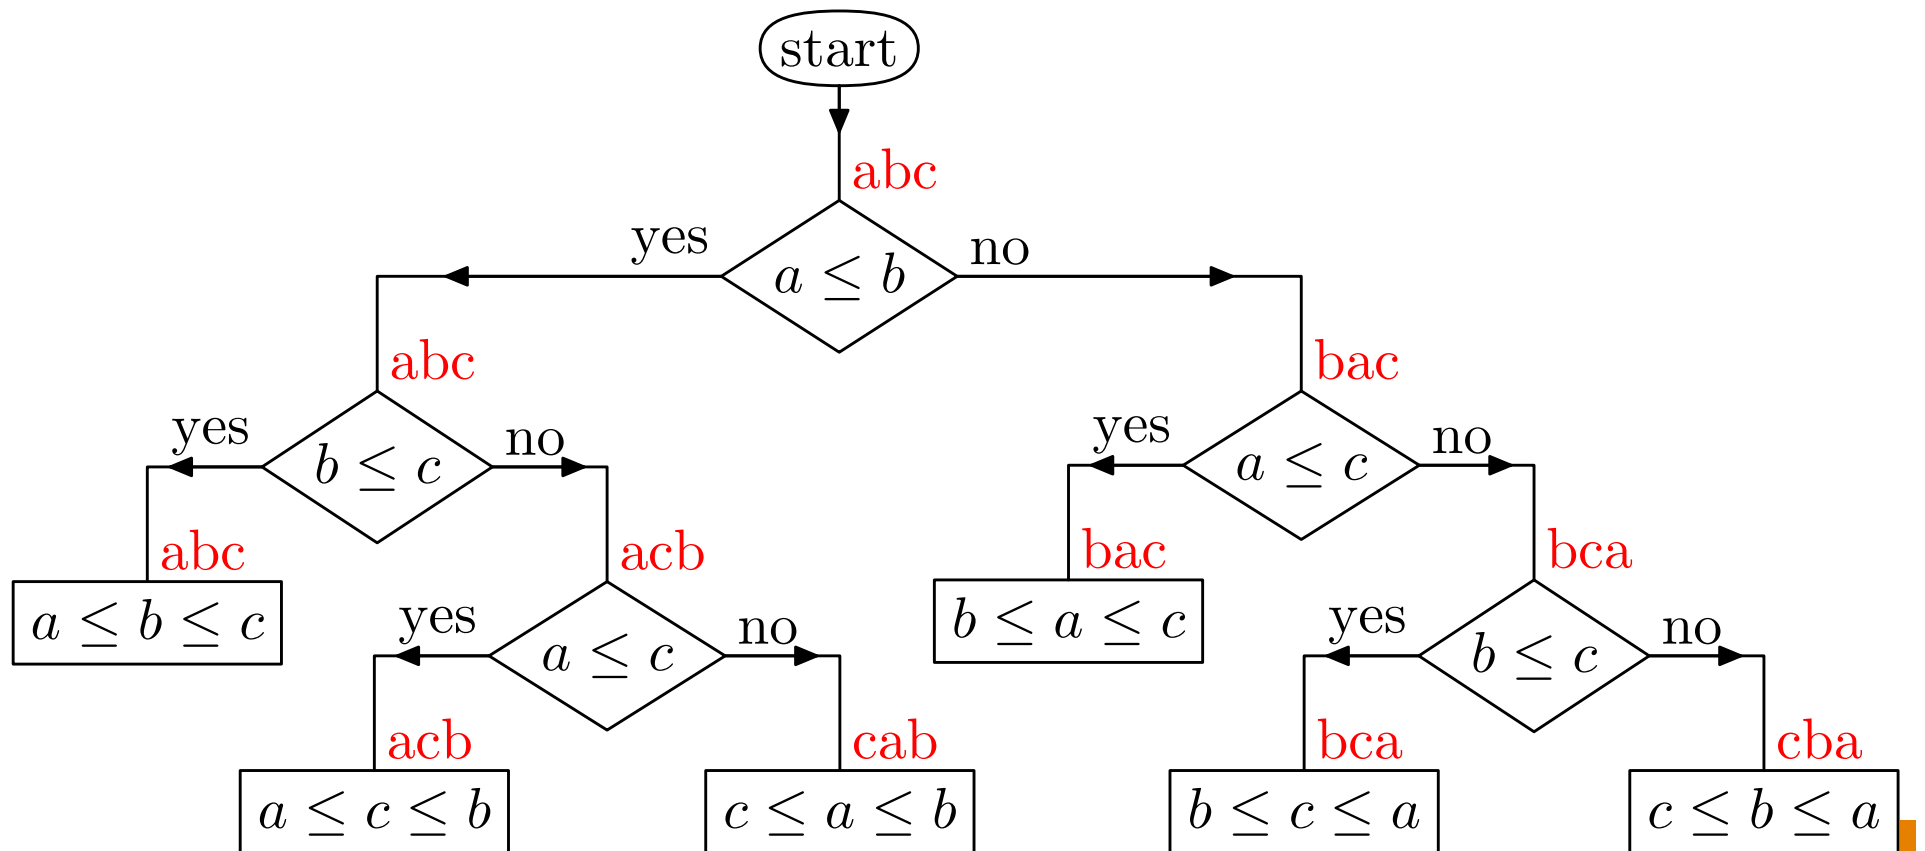 start
abc
yes
a ≤ b
no
abc
bac
yes
b ≤ c
no
yes
a ≤ c
no
abc
acb
bac
bca
a ≤ b ≤ c
yes
a ≤ c
no
b ≤ a ≤ c
yes
b ≤ c
no
acb
cab
bca
cba
a ≤ c ≤ b
c ≤ a ≤ b
b ≤ c ≤ a
c ≤ b ≤ a